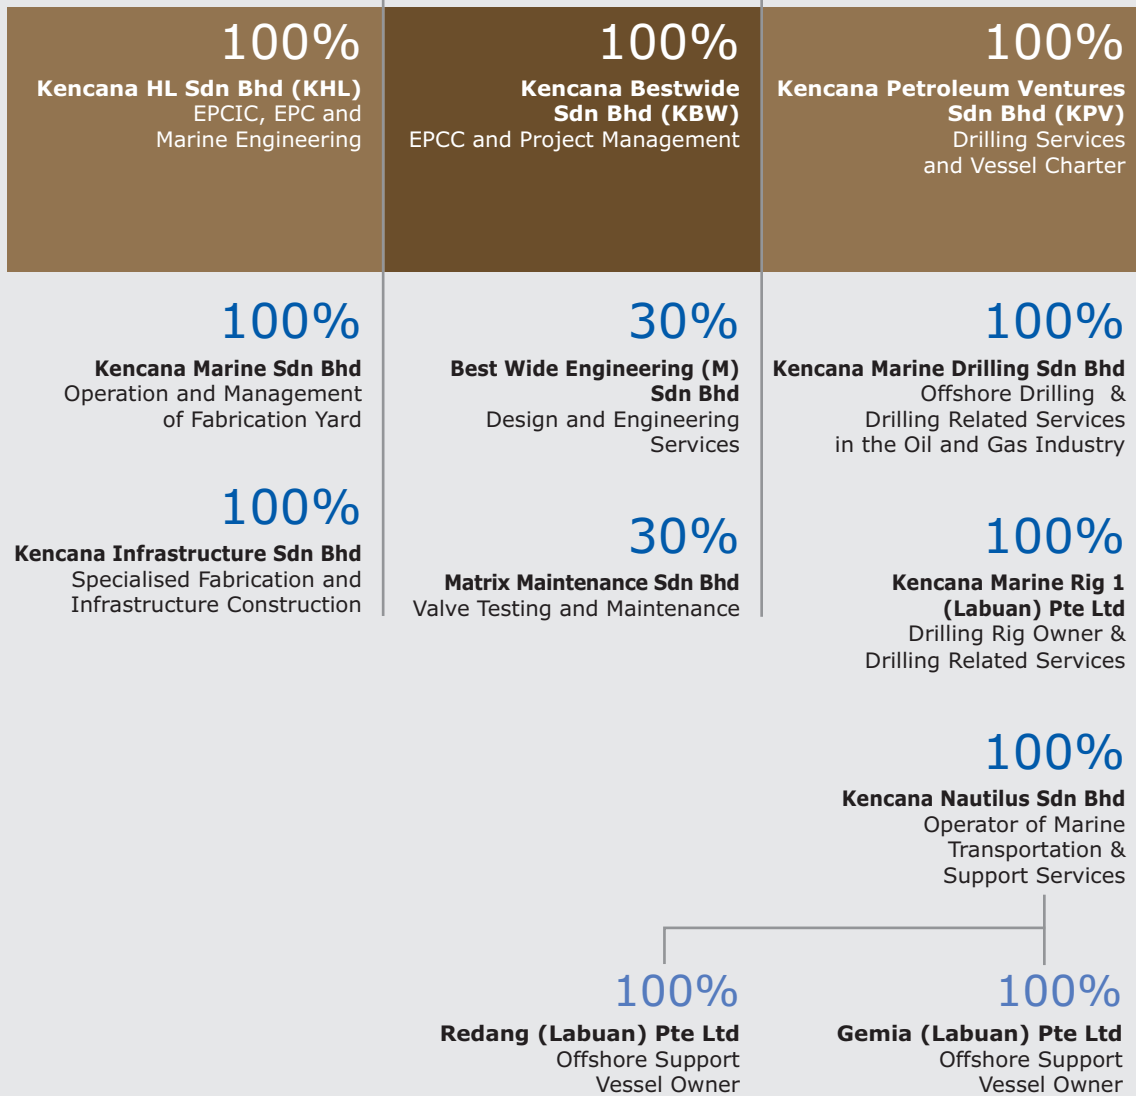 100%
Kencana HL Sdn Bhd (KHL)
EPCIC, EPC and
Marine Engineering
100%
Kencana Marine Sdn Bhd
Operation and Management
of Fabrication Yard
100%
Kencana Infrastructure Sdn Bhd
Specialised Fabrication and
Infrastructure Construction
100%
Kencana Bestwide
Sdn Bhd (KBW)
EPCC and Project Management
30%
Best Wide Engineering (M)
Sdn Bhd
Design and Engineering
Services
30%
Matrix Maintenance Sdn Bhd
Valve Testing and Maintenance
100%
Kencana Petroleum Ventures
Sdn Bhd (KPV)
Drilling Services
and Vessel Charter
100%
Kencana Marine Drilling Sdn Bhd
Offshore Drilling &
Drilling Related Services
in the Oil and Gas Industry
100%
Kencana Marine Rig 1
(Labuan) Pte Ltd
Drilling Rig Owner &
Drilling Related Services
100%
Kencana Nautilus Sdn Bhd
Operator of Marine
Transportation &
Support Services
100%
Redang (Labuan) Pte Ltd
Offshore Support
Vessel Owner
100%
Gemia (Labuan) Pte Ltd
Offshore Support
Vessel Owner